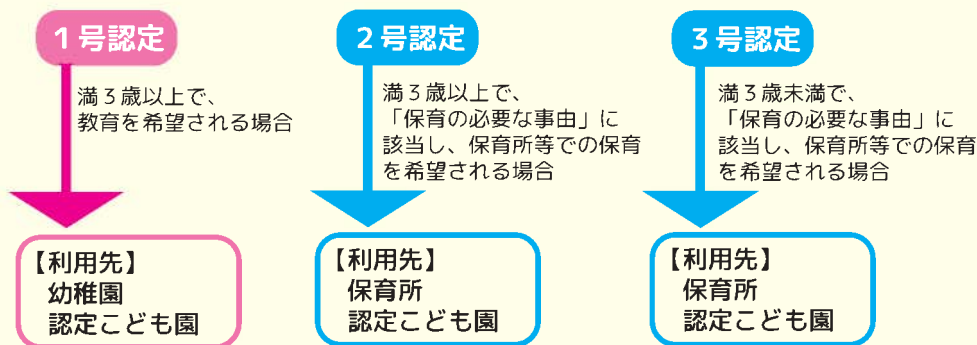 1号認定
満3歳以上で、
教育を希望される場合
【利用先】
幼稚園
認定こども園
2号認定
満3歳以上で、
「保育の必要な事由」に
該当し、保育所等での保育
を希望される場合
【利用先】
保育所
認定こども園
3号認定
満3歳未満で、
「保育の必要な事由」に
該当し、保育所等での保育
を希望される場合
【利用先】
保育所
認定こども園